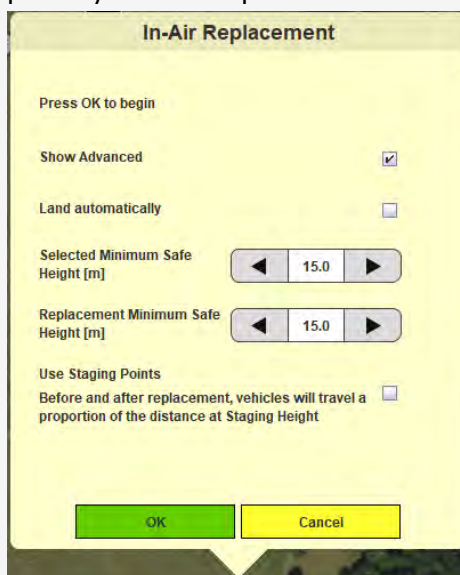 In-Air Replacement
Press OK to begin
Show Advanced
Land automatically
Selected Minimum Safe
Height [m]
15.0
Replacement Minimum Safe
Height [m]
15.0
Use Staging Points
Before and after replacement, vehicles will travel a
proportion of the distance at Staging Height
OK
Cancel